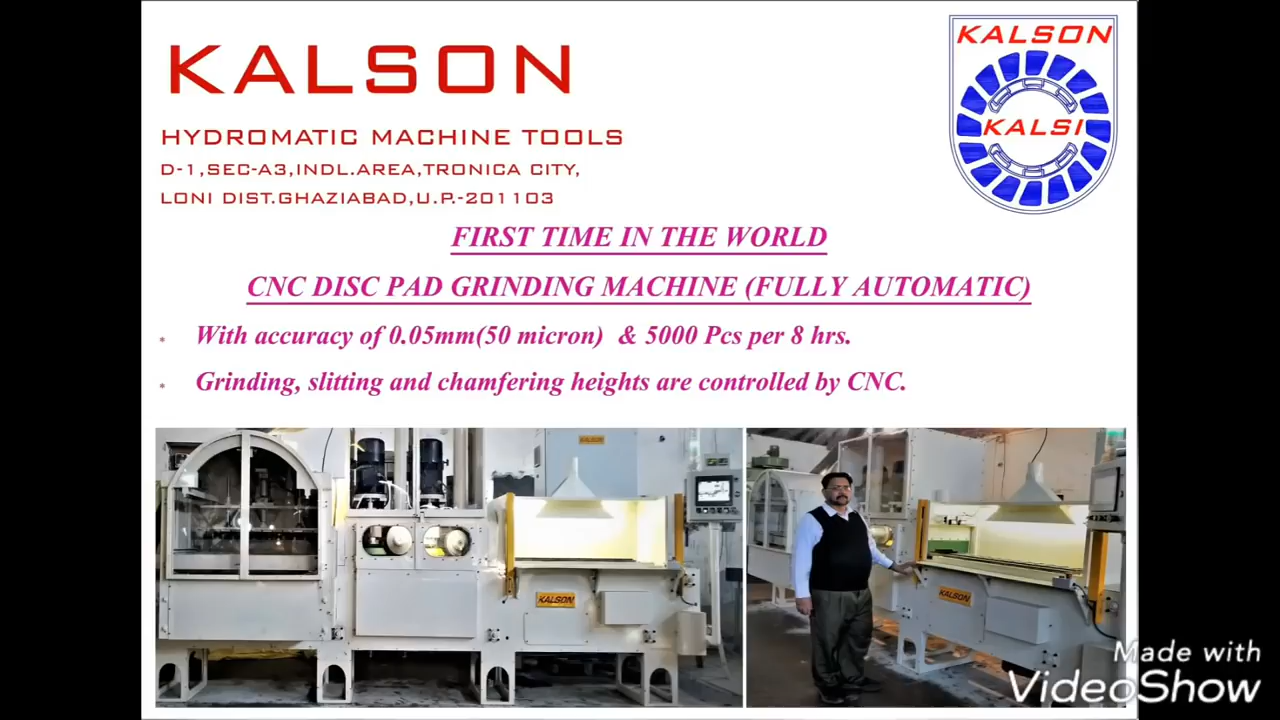 KALSON
KALSON
KALSI
HYDROMATIC MACHINE TOOLS
D-1,SEC-A3,INDL.AREA,TRONICA CITY,
LONI DIST.GHAZIABAD,U.P.-201103
FIRST TIME IN THE WORLD
CNC DISC PAD GRINDING MACHINE (FULLY AUTOMATIC)
* With accuracy of 0.05mm(50 micron) & 5000 Pcs per 8 hrs.
* Grinding, slitting and chamfering heights are controlled by CNC.
KALSON
KALSON
KALSON
Made with
VideoShow